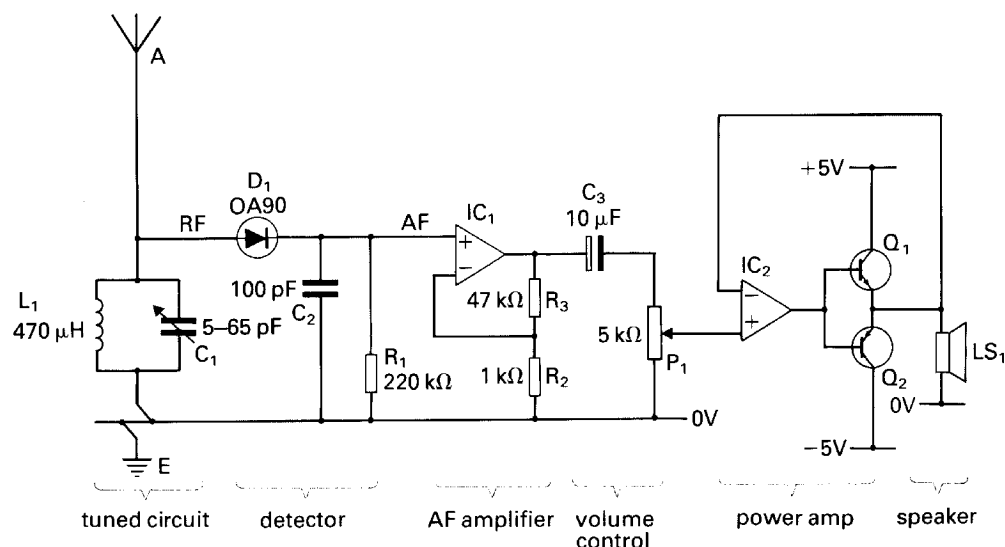 A
D₁
OA90
RF
AF
IC₁
C₃
10 µF
+5V
Q₁
IC₂
L₁
470 µH
5–65 pF
C₁
100 pF
C₂
47 kΩ
R₃
5 kΩ
P₁
R₁
220 kΩ
1 kΩ
R₂
Q₂
LS₁
0V
0V
−5V
E
+
−
−
+
tuned circuit
detector
AF amplifier
volume
control
power amp
speaker